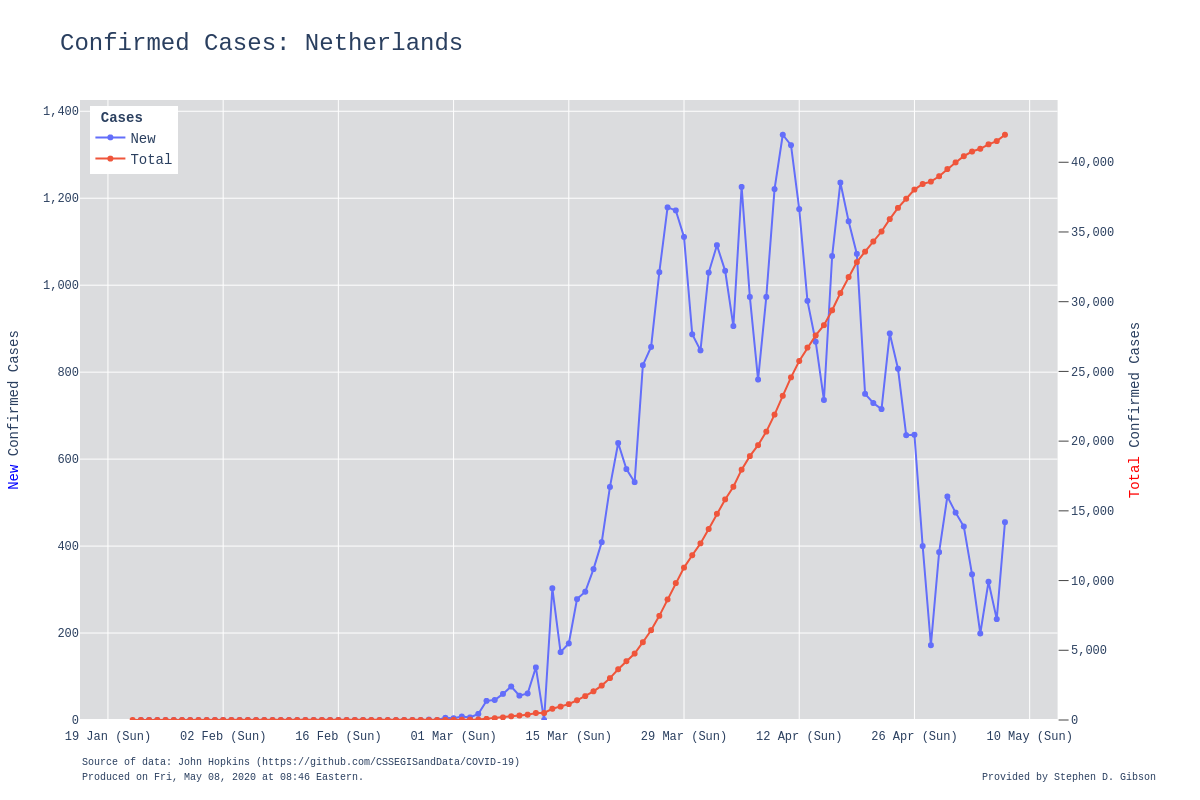 Confirmed Cases: Netherlands
Cases
New
Total
1,400
1,200
1,000
800
600
400
200
0
New Confirmed Cases
40,000
35,000
30,000
25,000
20,000
15,000
10,000
5,000
0
Total Confirmed Cases
19 Jan (Sun) 02 Feb (Sun) 16 Feb (Sun) 01 Mar (Sun) 15 Mar (Sun) 29 Mar (Sun) 12 Apr (Sun) 26 Apr (Sun) 10 May (Sun)
Source of data: John Hopkins (https://github.com/CSSEGISandData/COVID-19)
Produced on Fri, May 08, 2020 at 08:46 Eastern.
Provided by Stephen D. Gibson